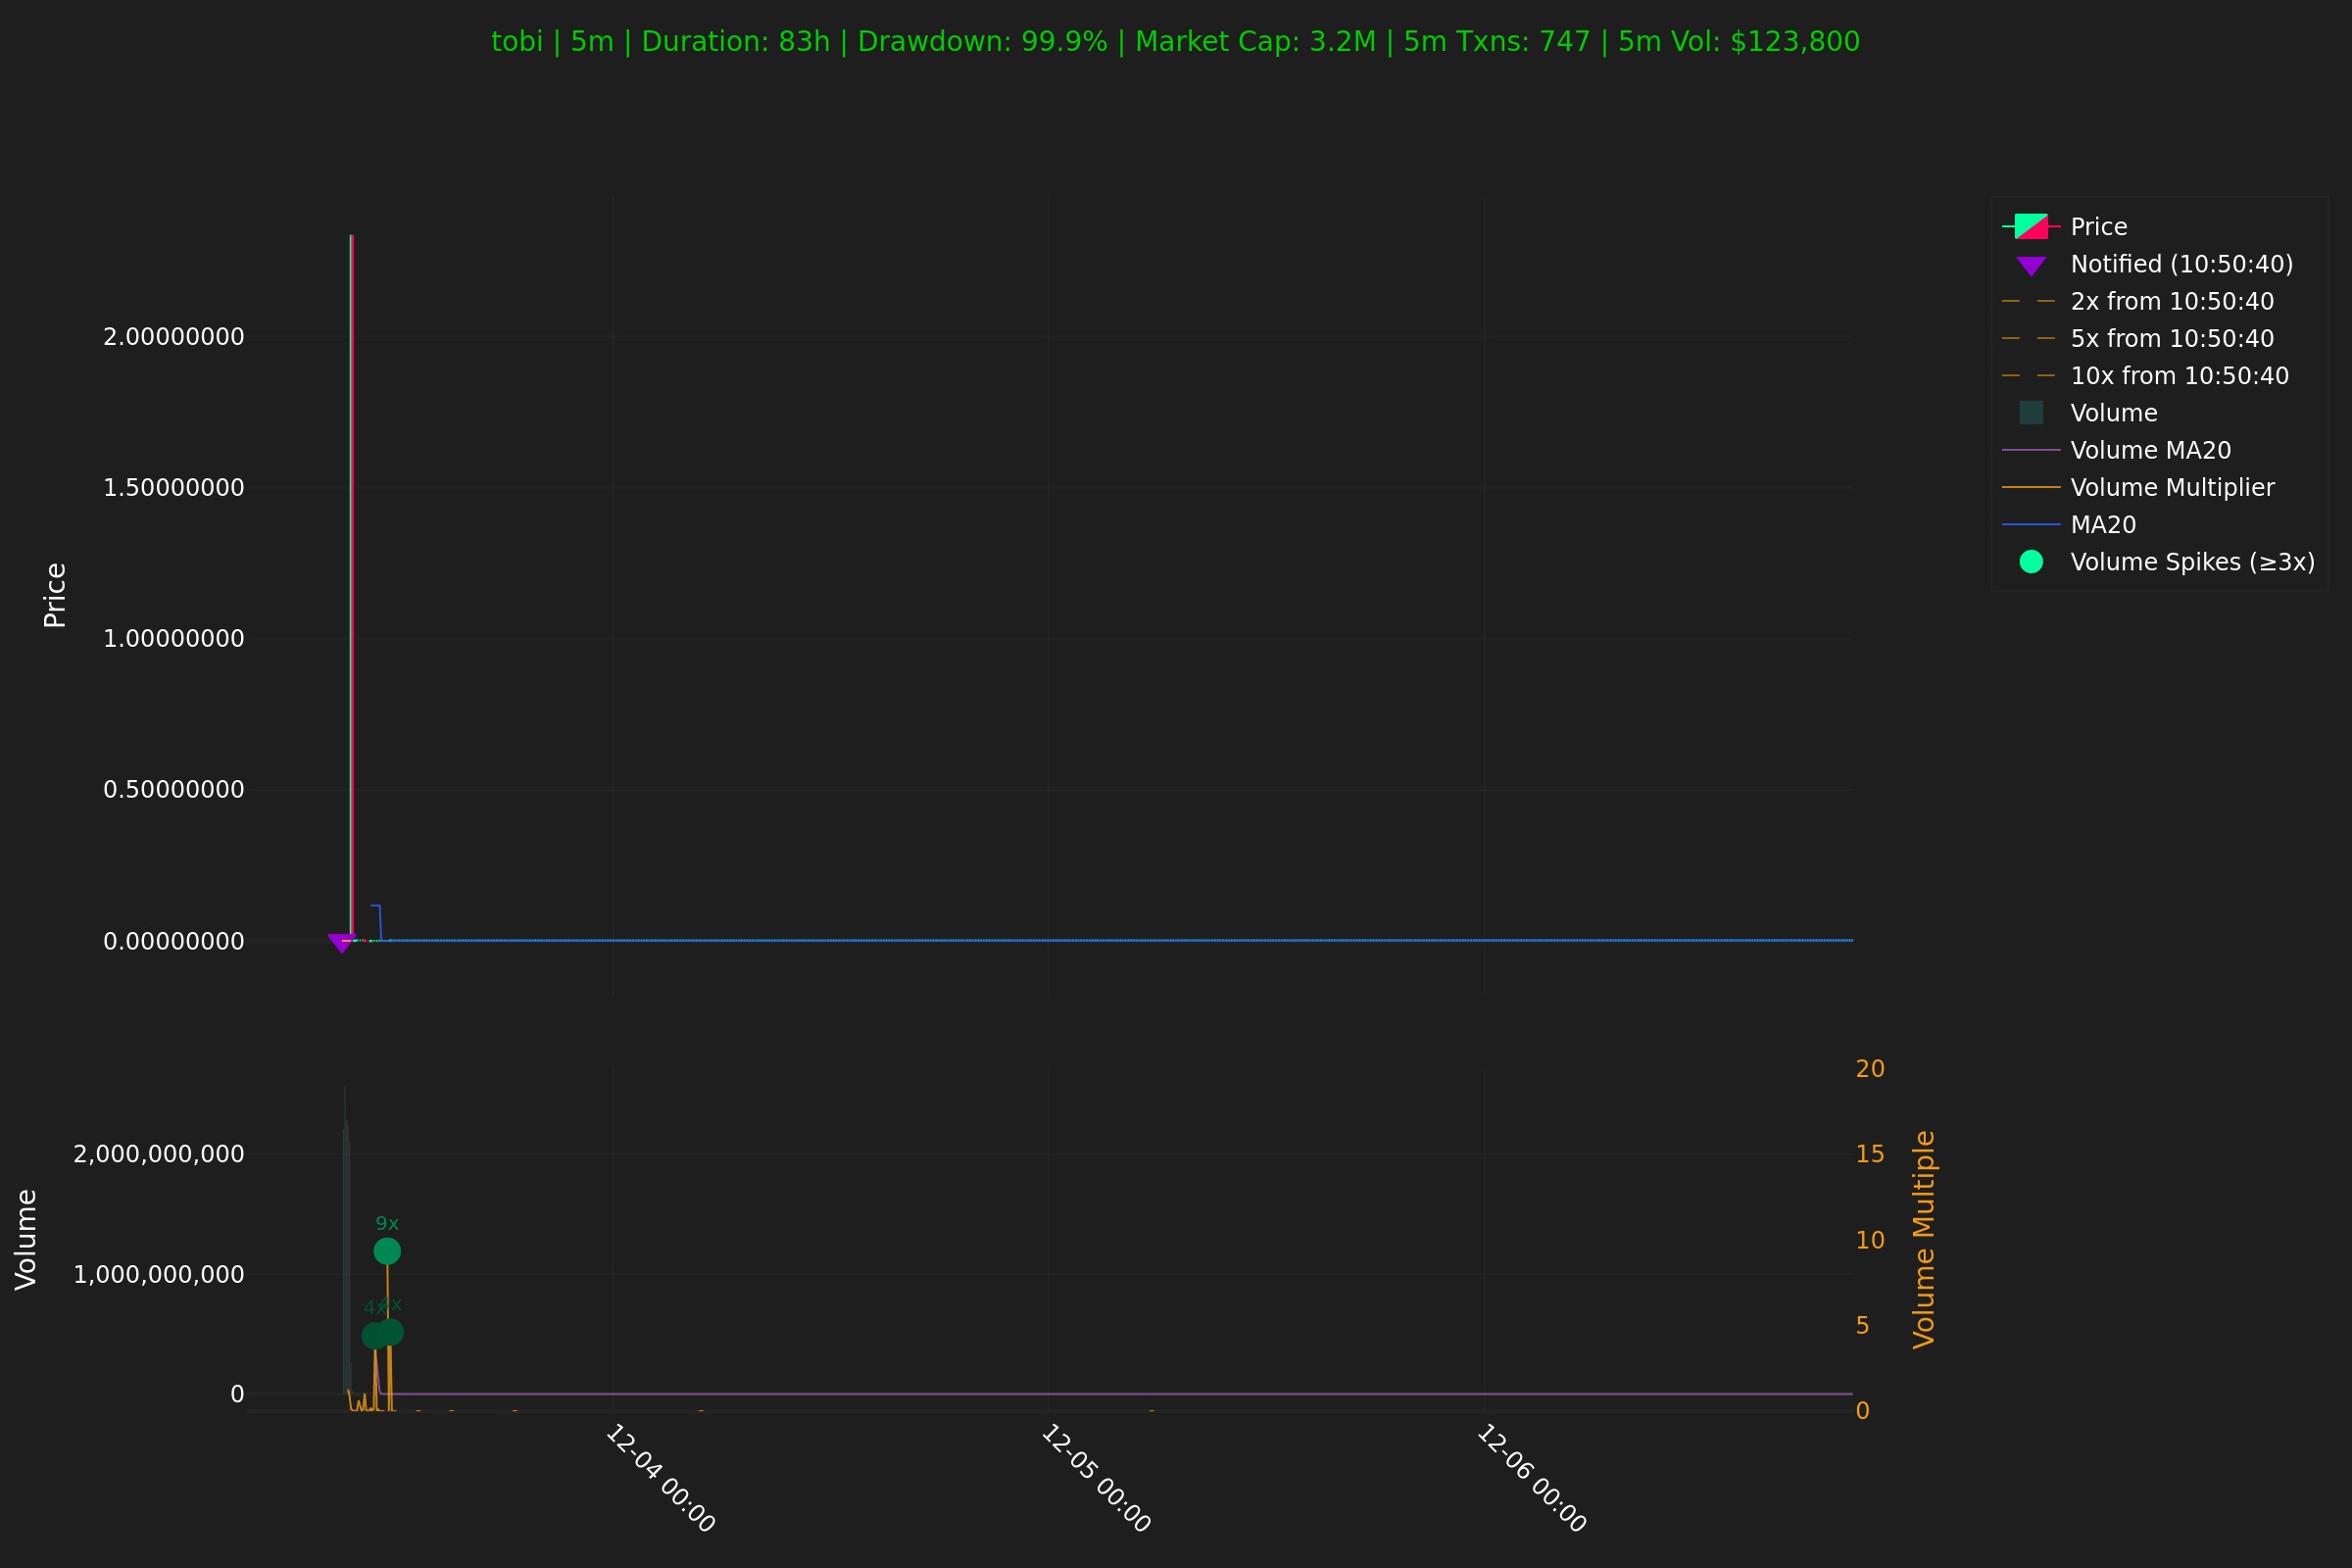 tobi | 5m | Duration: 83h | Drawdown: 99.9% | Market Cap: 3.2M | 5m Txns: 747 | 5m Vol: $123,800
Price
2.00000000
1.50000000
1.00000000
0.50000000
0.00000000
Price
Notified (10:50:40)
2x from 10:50:40
5x from 10:50:40
10x from 10:50:40
Volume
Volume MA20
Volume Multiplier
MA20
Volume Spikes (≥3x)
Volume
2,000,000,000
1,000,000,000
0
9x
4x
20
15
10
5
0
Volume Multiple
12-04 00:00
12-05 00:00
12-06 00:00